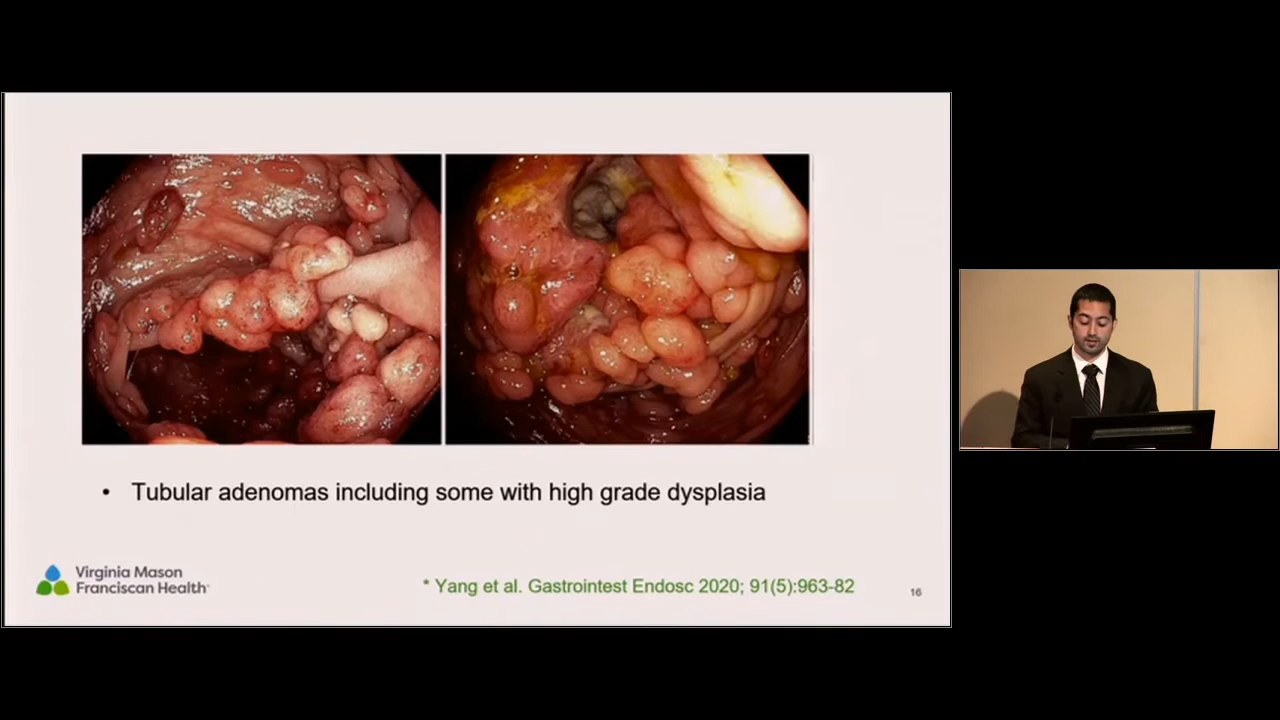 • Tubular adenomas including some with high grade dysplasia
Virginia Mason
Franciscan Health
* Yang et al. Gastrointest Endosc 2020; 91(5):963-82
16